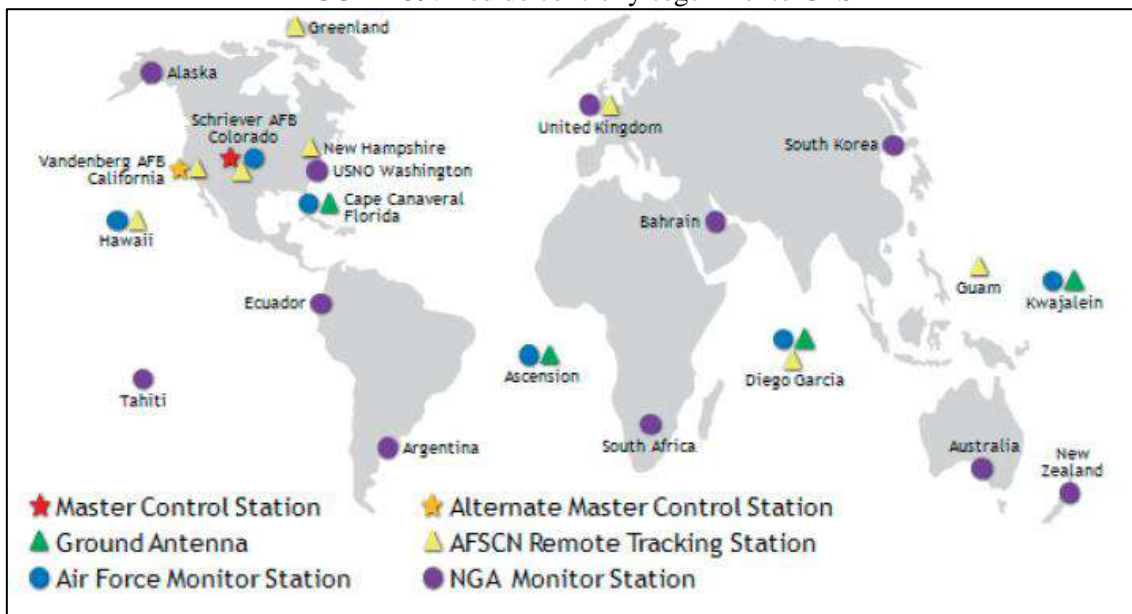 Greenland
Alaska
Schriever AFB
Colorado
New Hampshire
Vandenberg AFB
California
USNO Washington
Cape Canaveral
Florida
Hawaii
United Kingdom
South Korea
Bahrain
Guam
Kwajalein
Ecuador
Ascension
Diego Garcia
Tahiti
Argentina
South Africa
Australia
New
Zealand
Master Control Station
Alternate Master Control Station
Ground Antenna
AFSCN Remote Tracking Station
Air Force Monitor Station
NGA Monitor Station